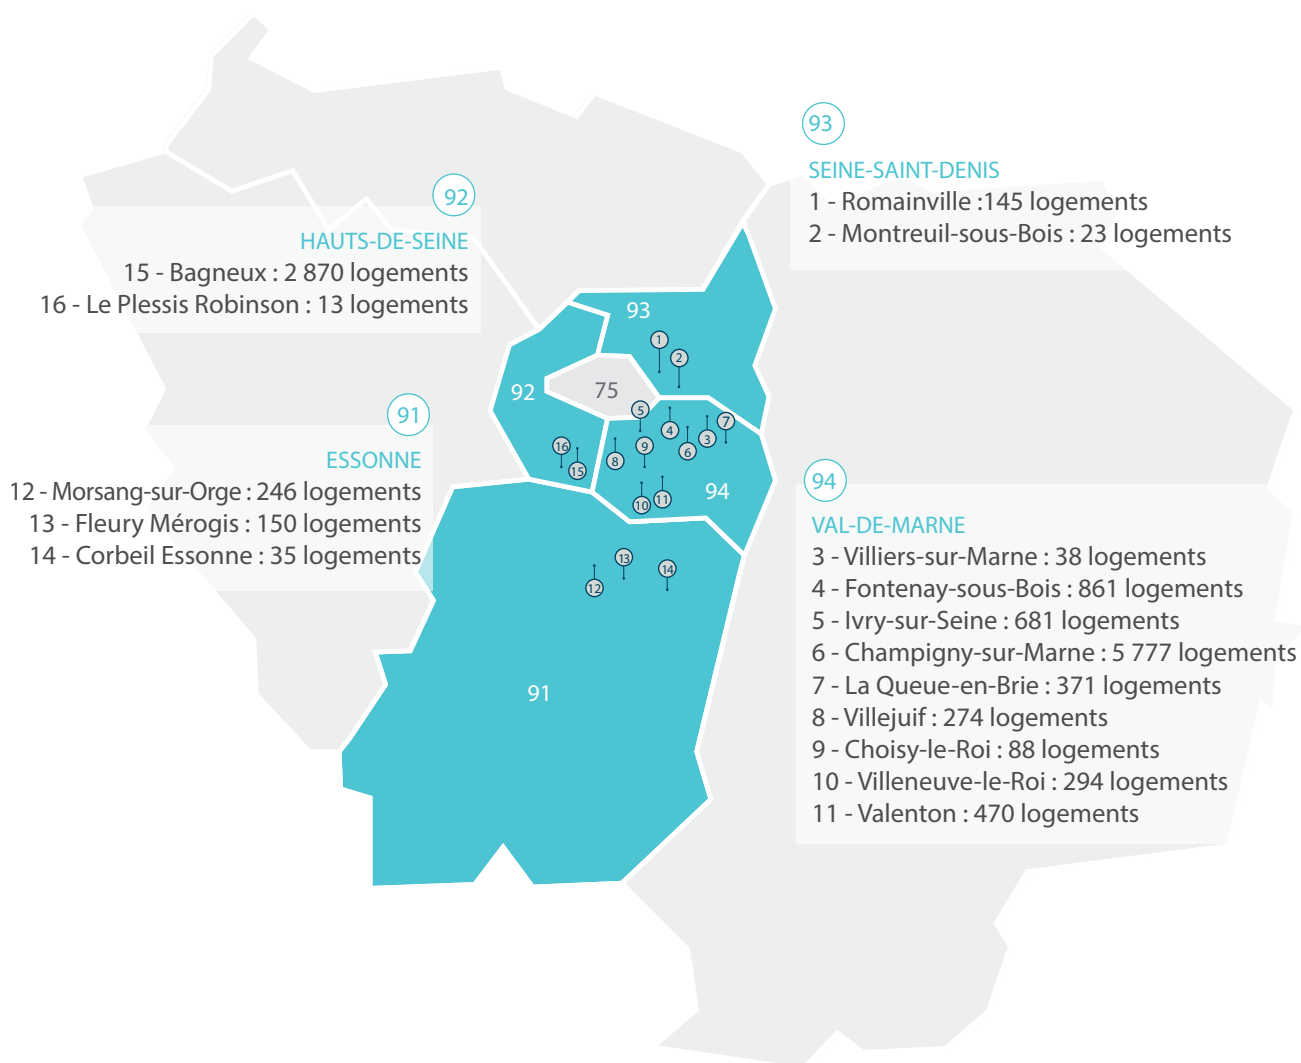 93
SEINE-SAINT-DENIS
1 - Romainville :145 logements
2 - Montreuil-sous-Bois : 23 logements
92
HAUTS-DE-SEINE
15 - Bagneux : 2 870 logements
16 - Le Plessis Robinson : 13 logements
91
ESSONNE
12 - Morsang-sur-Orge : 246 logements
13 - Fleury Mérogis : 150 logements
14 - Corbeil Essonne : 35 logements
94
VAL-DE-MARNE
3 - Villiers-sur-Marne : 38 logements
4 - Fontenay-sous-Bois : 861 logements
5 - Ivry-sur-Seine : 681 logements
6 - Champigny-sur-Marne : 5 777 logements
7 - La Queue-en-Brie : 371 logements
8 - Villejuif : 274 logements
9 - Choisy-le-Roi : 88 logements
10 - Villeneuve-le-Roi : 294 logements
11 - Valenton : 470 logements
93
1
2
92
75
5
4
3
7
6
16
15
8
9
10
11
94
13
14
12
91